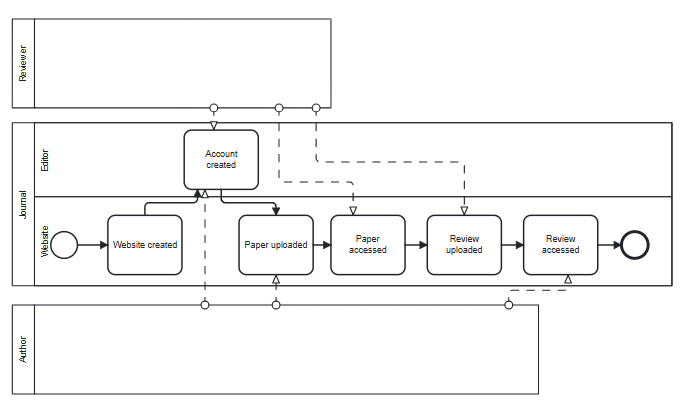 Reviewer
Journal
Editor
Account
created
Website
Website created
Paper uploaded
Paper
accessed
Review
uploaded
Review
accessed
Author